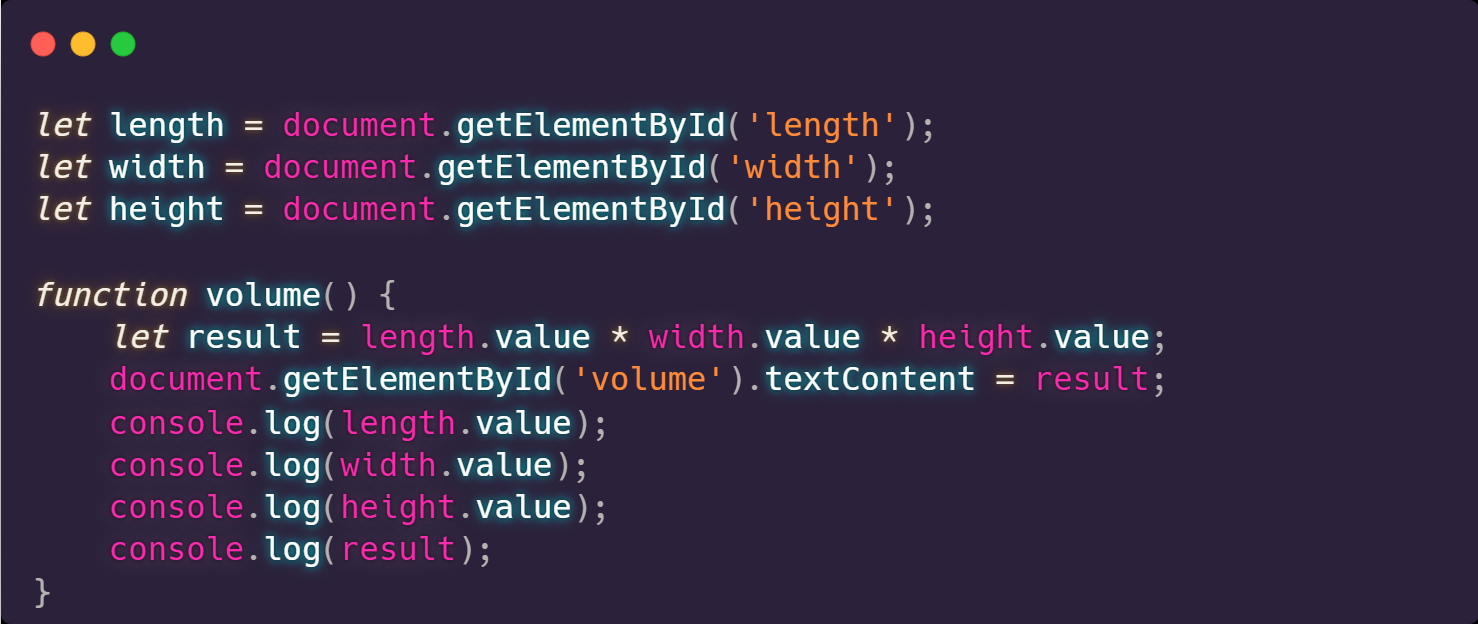 let length = document.getElementById('length');
let width = document.getElementById('width');
let height = document.getElementById('height');

function volume() {
    let result = length.value * width.value * height.value;
    document.getElementById('volume').textContent = result;
    console.log(length.value);
    console.log(width.value);
    console.log(height.value);
    console.log(result);
}